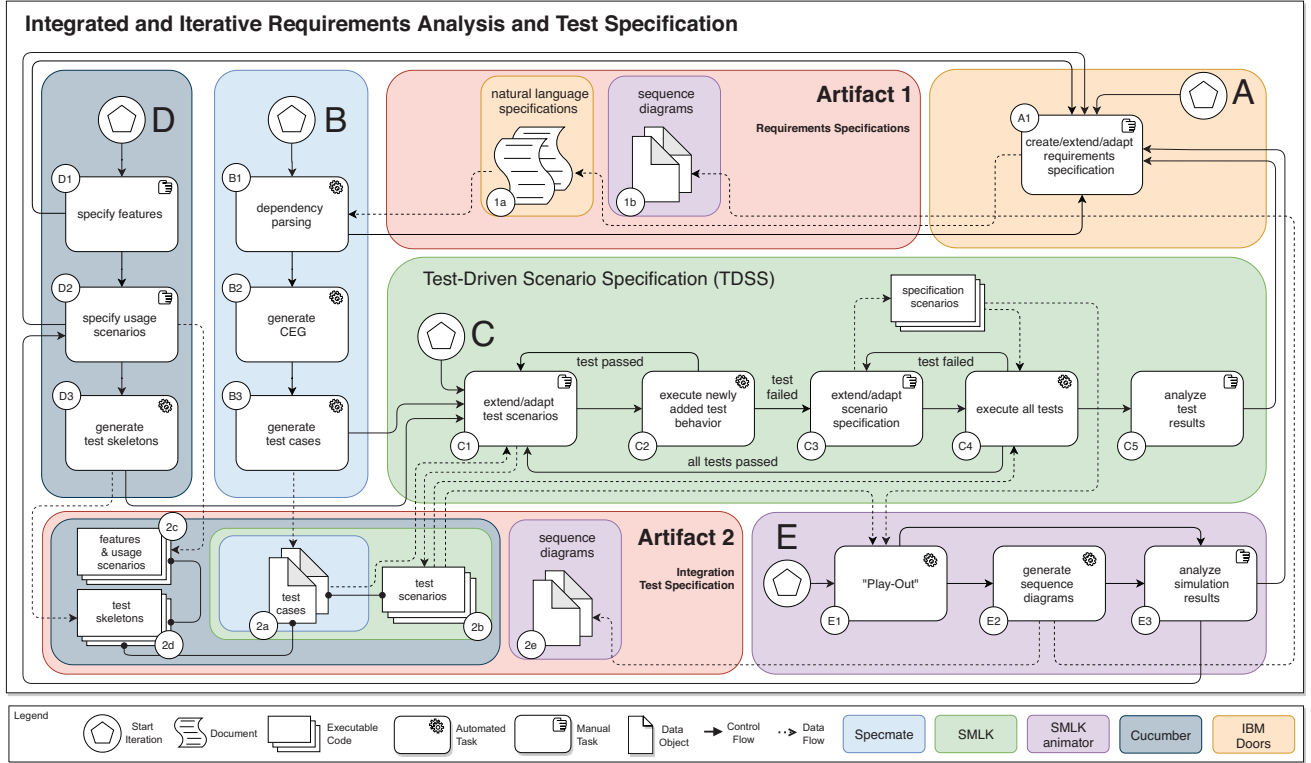 Integrated and Iterative Requirements Analysis and Test Specification
D
D1
specify features
D2
specify usage
scenarios
D3
generate
test skeletons
B
B1
dependency
parsing
B2
generate
CEG
B3
generate
test cases
natural language
specifications
1a
sequence
diagrams
1b
Artifact 1
Requirements Specifications
A
A1
create/extend/adapt
requirements
specification
Test-Driven Scenario Specification (TDSS)
specification
scenarios
C
test passed
test
failed
test failed
extend/adapt
test scenarios
C1
execute newly
added test
behavior
C2
extend/adapt
scenario
specification
C3
execute all tests
C4
analyze
test
results
C5
all tests passed
2c
features
& usage
scenarios
test
skeletons
2d
test
cases
2a
test
scenarios
2b
sequence
diagrams
2e
Artifact 2
Integration
Test Specification
E
"Play-Out"
E1
generate
sequence
diagrams
E2
analyze
simulation
results
E3
Legend
Start
Iteration
Document
Executable
Code
Automated
Task
Manual
Task
Data
Object
Control
Flow
Data
Flow
Specmate
SMLK
SMLK
animator
Cucumber
IBM
Doors